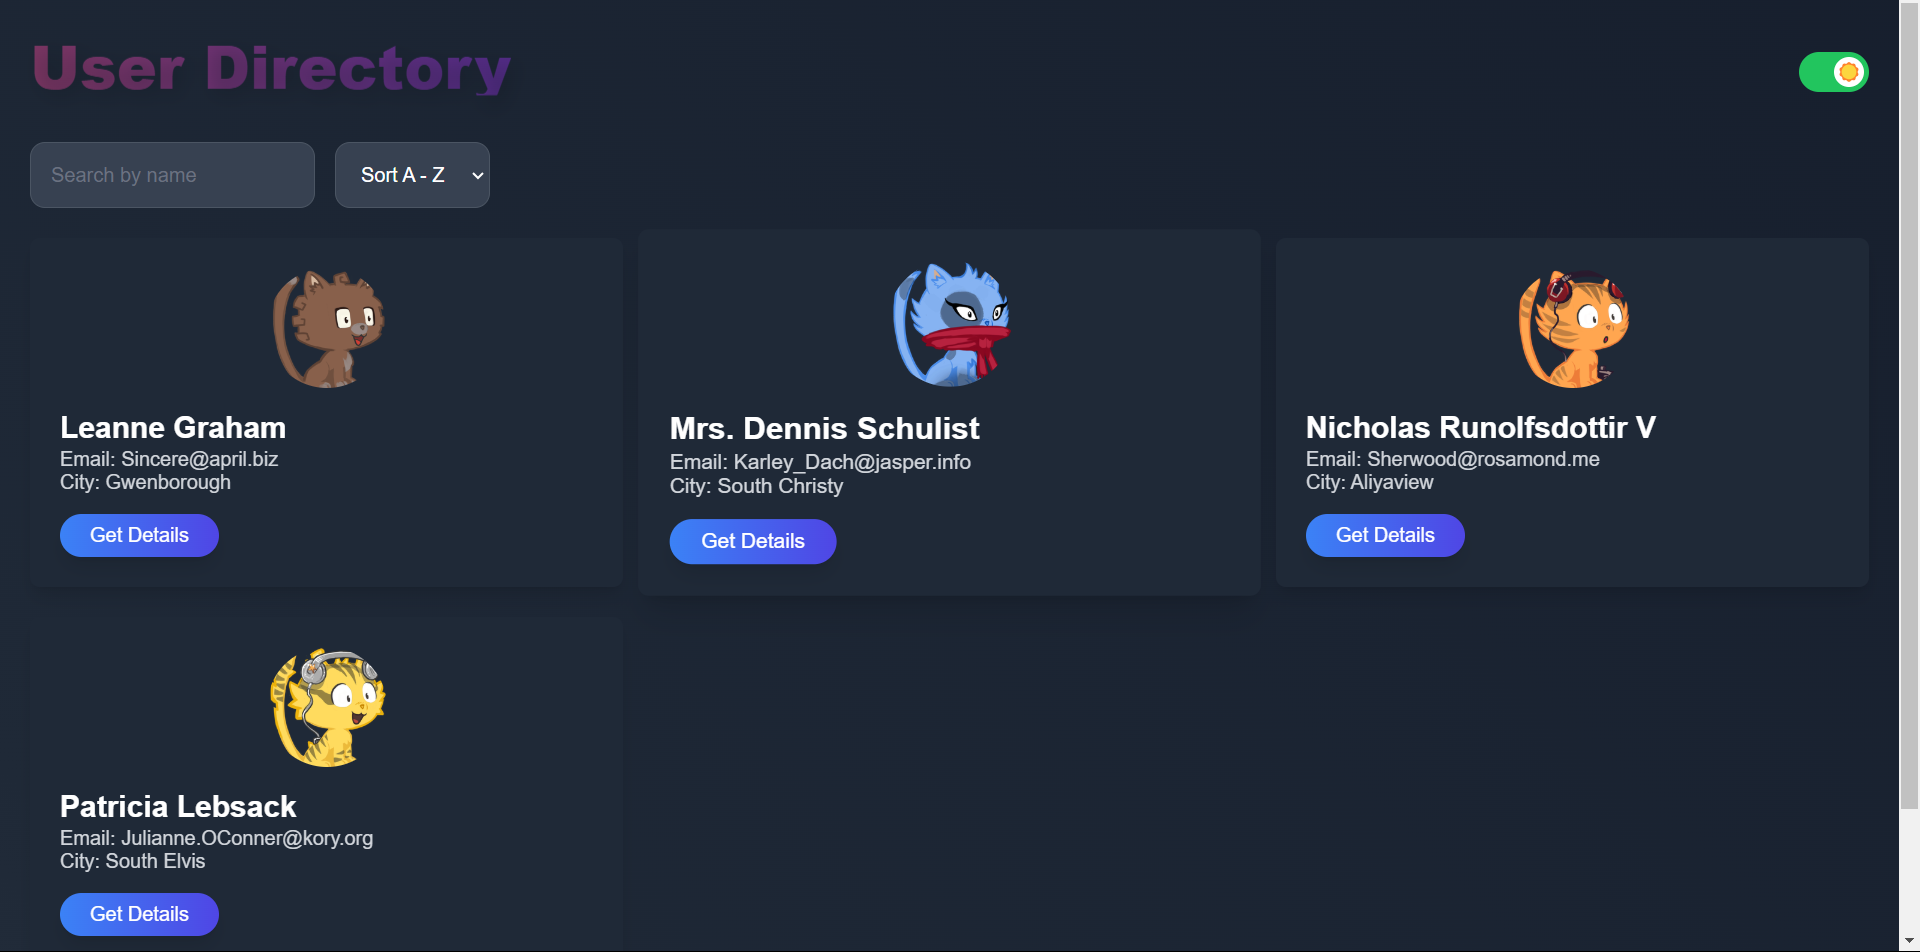 User Directory
Search by name
Sort A - Z
Leanne Graham
Email: Sincere@april.biz
City: Gwenborough
Get Details
Mrs. Dennis Schulist
Email: Karley_Dach@jasper.info
City: South Christy
Get Details
Nicholas Runolfsdottir V
Email: Sherwood@rosamond.me
City: Aliyaview
Get Details
Patricia Lebsack
Email: Julianne.OConner@kory.org
City: South Elvis
Get Details